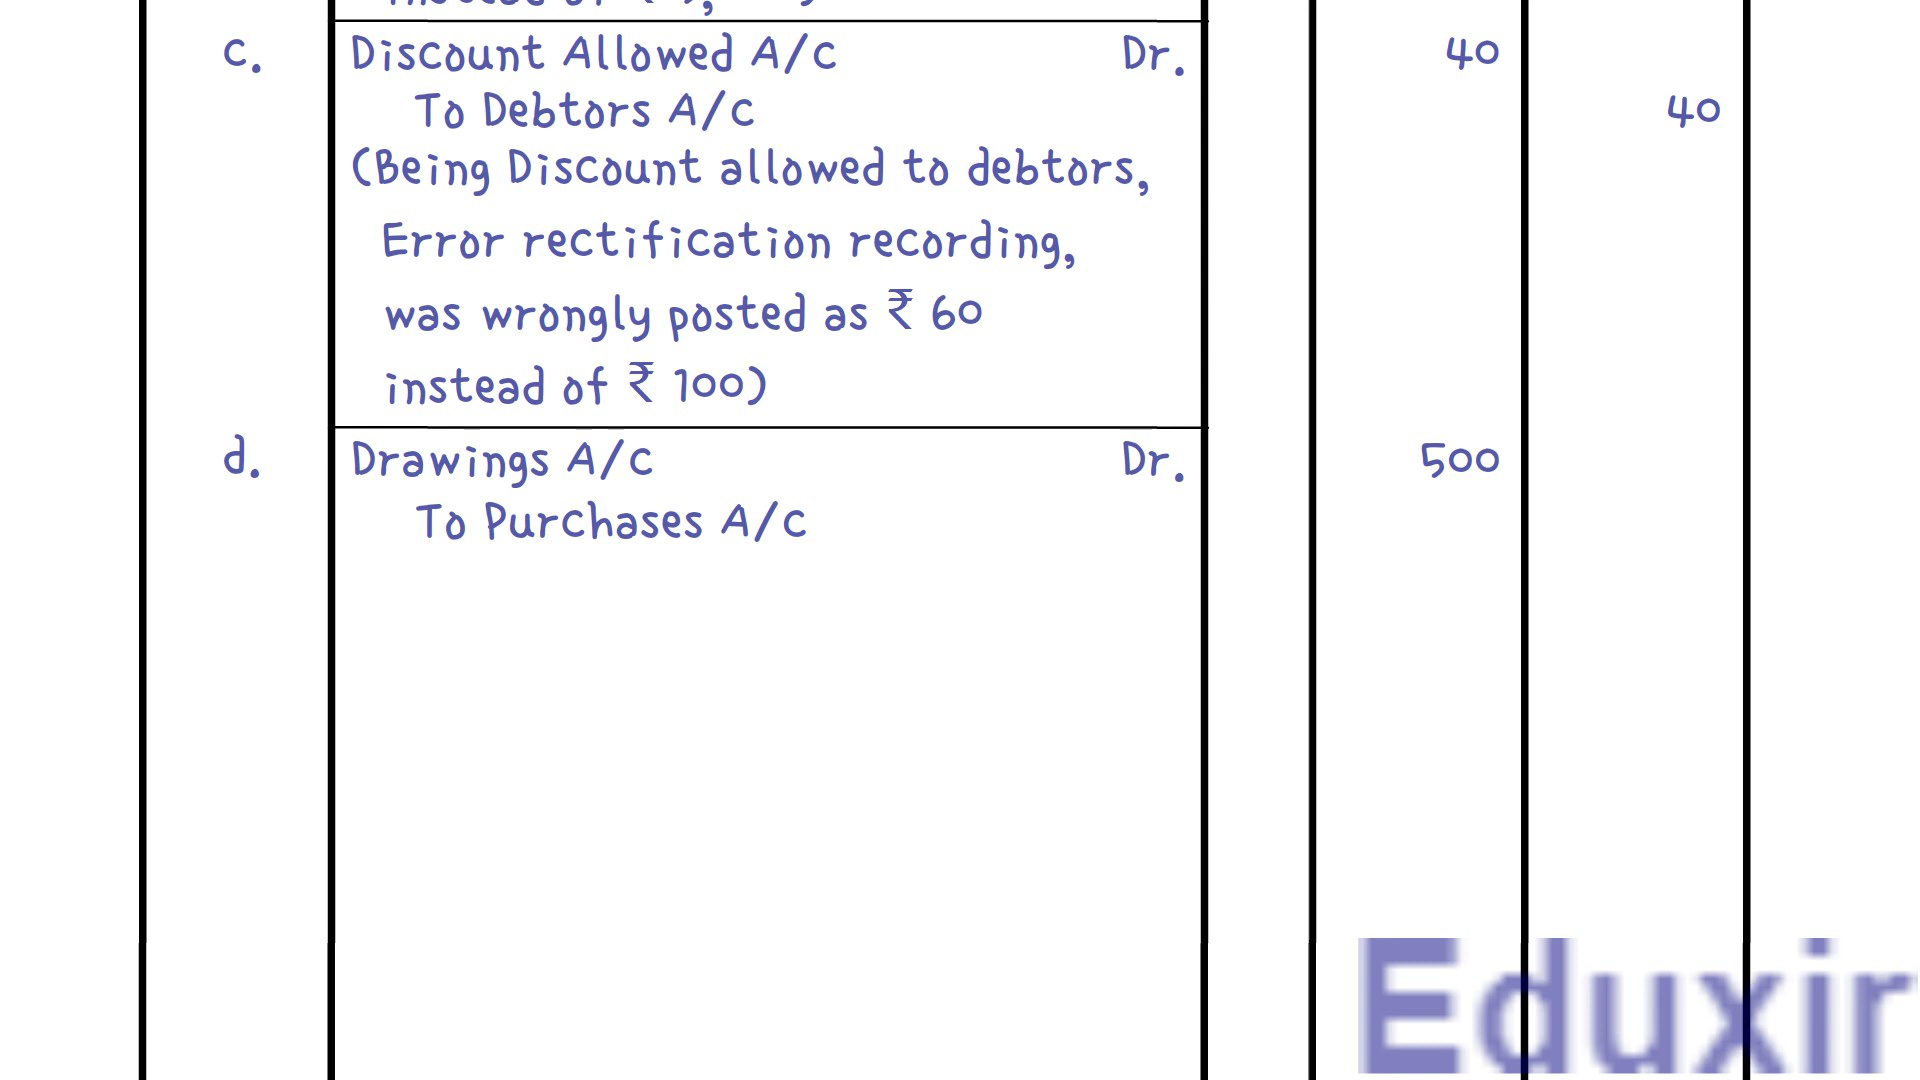 c. Discount Allowed A/c Dr. 40
To Debtors A/c 40
(Being Discount allowed to debtors,
Error rectification recording,
was wrongly posted as ₹ 60
instead of ₹ 100)
d. Drawings A/c Dr. 500
To Purchases A/c
Eduxir